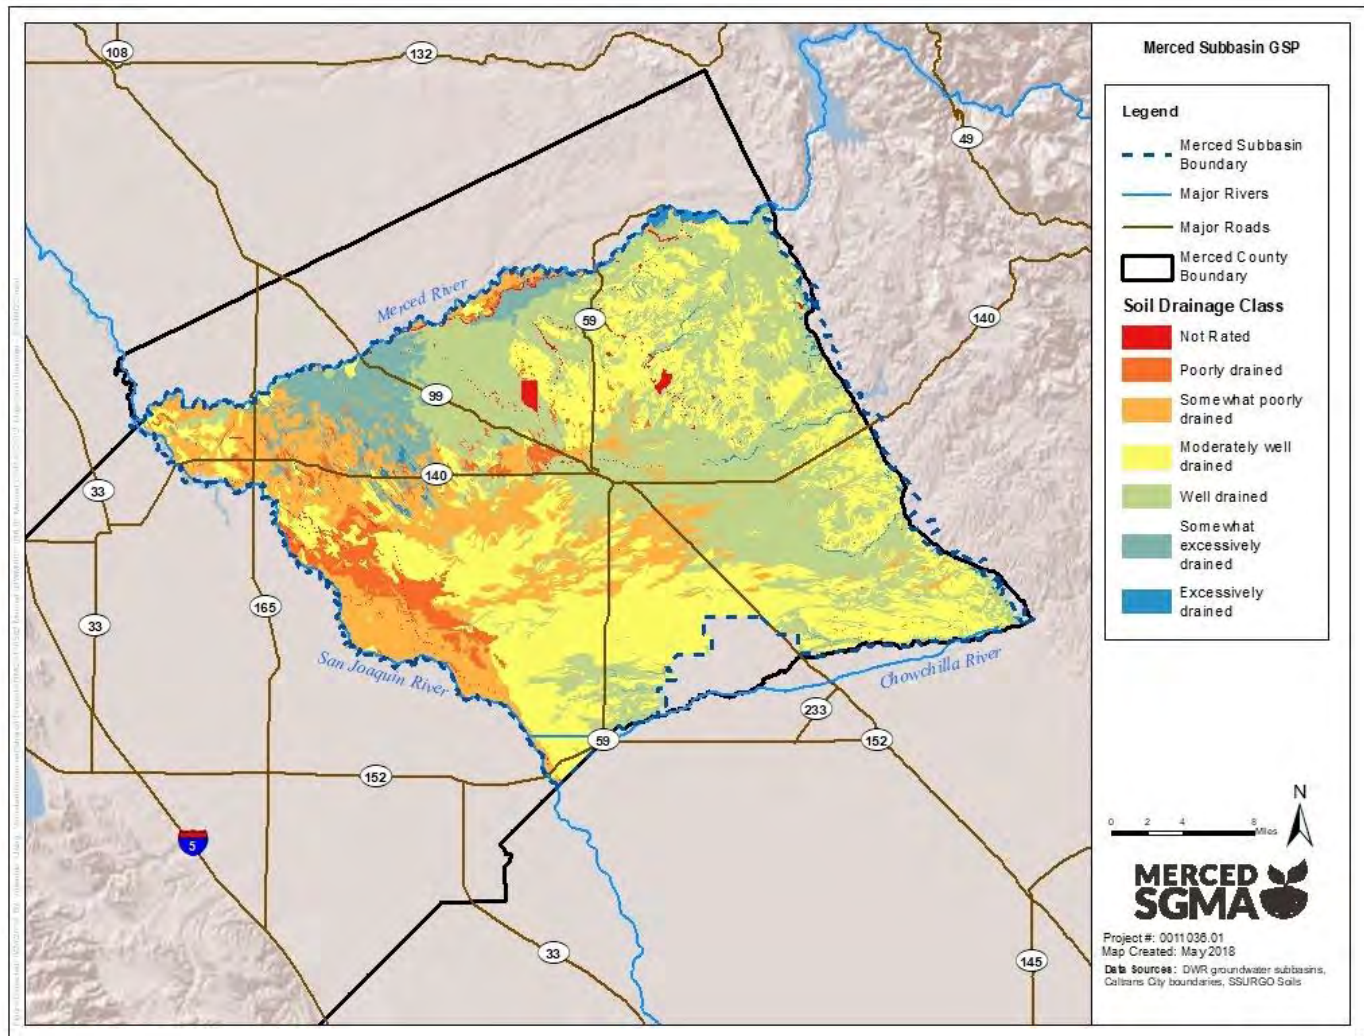 Merced Subbasin GSP
Legend
Merced Subbasin
Boundary
Major Rivers
Major Roads
Merced County
Boundary
Soil Drainage Class
Not Rated
Poorly drained
Somewhat poorly
drained
Moderately well
drained
Well drained
Somewhat
excessively
drained
Excessively
drained
108
132
49
Merced River
59
140
99
140
33
165
33
San Joaquin River
Chowchilla River
233
59
152
152
5
33
145
N
0 2 4 8
Miles
MERCED
SGMA
Project #: 0011036.01
Map Created: May 2018
Data Sources: DWR groundwater subbasins,
Caltrans City boundaries, SSURGO Soils